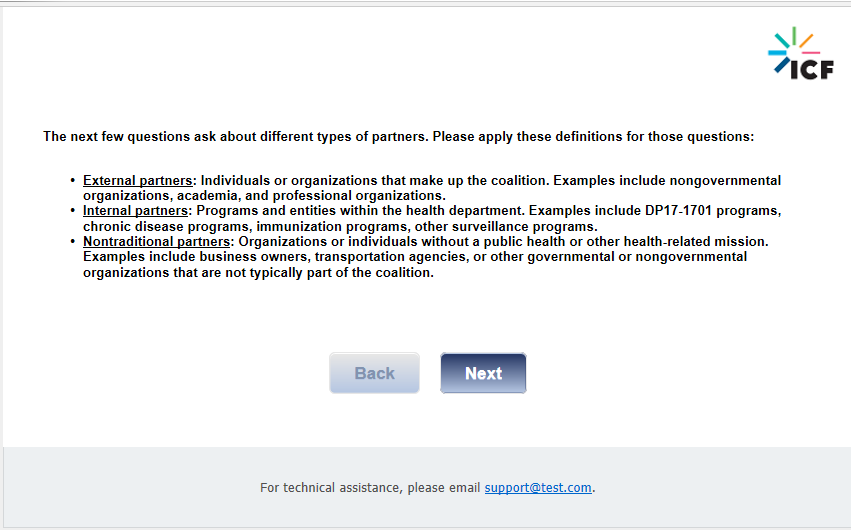 ICF
The next few questions ask about different types of partners. Please apply these definitions for those questions:
• External partners: Individuals or organizations that make up the coalition. Examples include nongovernmental
organizations, academia, and professional organizations.
• Internal partners: Programs and entities within the health department. Examples include DP17-1701 programs,
chronic disease programs, immunization programs, other surveillance programs.
• Nontraditional partners: Organizations or individuals without a public health or other health-related mission.
Examples include business owners, transportation agencies, or other governmental or nongovernmental
organizations that are not typically part of the coalition.
Back Next
For technical assistance, please email support@test.com.